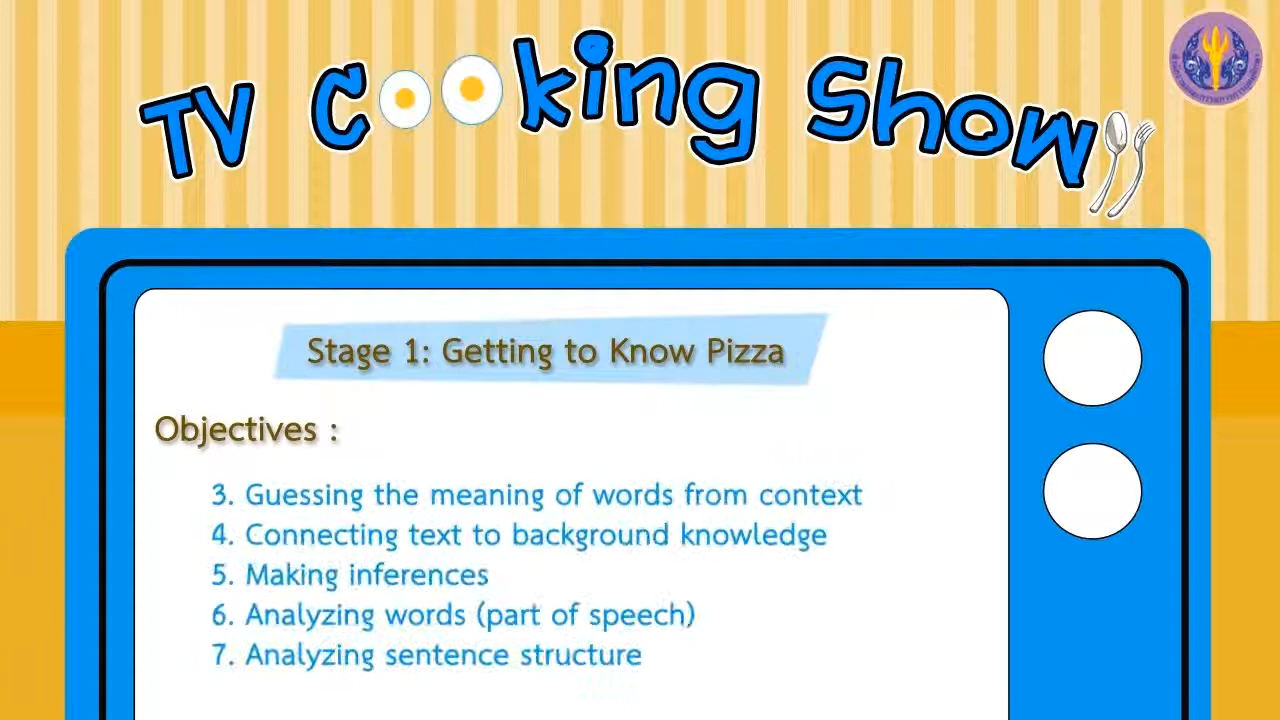 TV Cooking Show
Stage 1: Getting to Know Pizza
Objectives :
3. Guessing the meaning of words from context
4. Connecting text to background knowledge
5. Making inferences
6. Analyzing words (part of speech)
7. Analyzing sentence structure